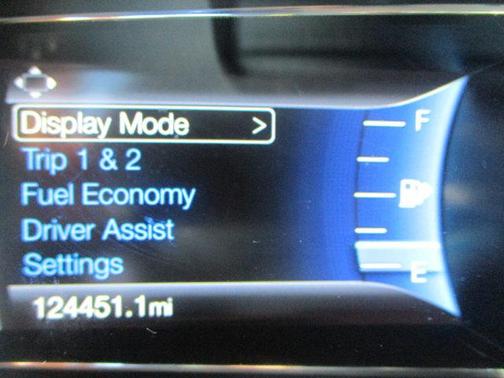 Display Mode >
F
Trip 1 & 2
Fuel Economy
Driver Assist
Settings
E
124451.1mi